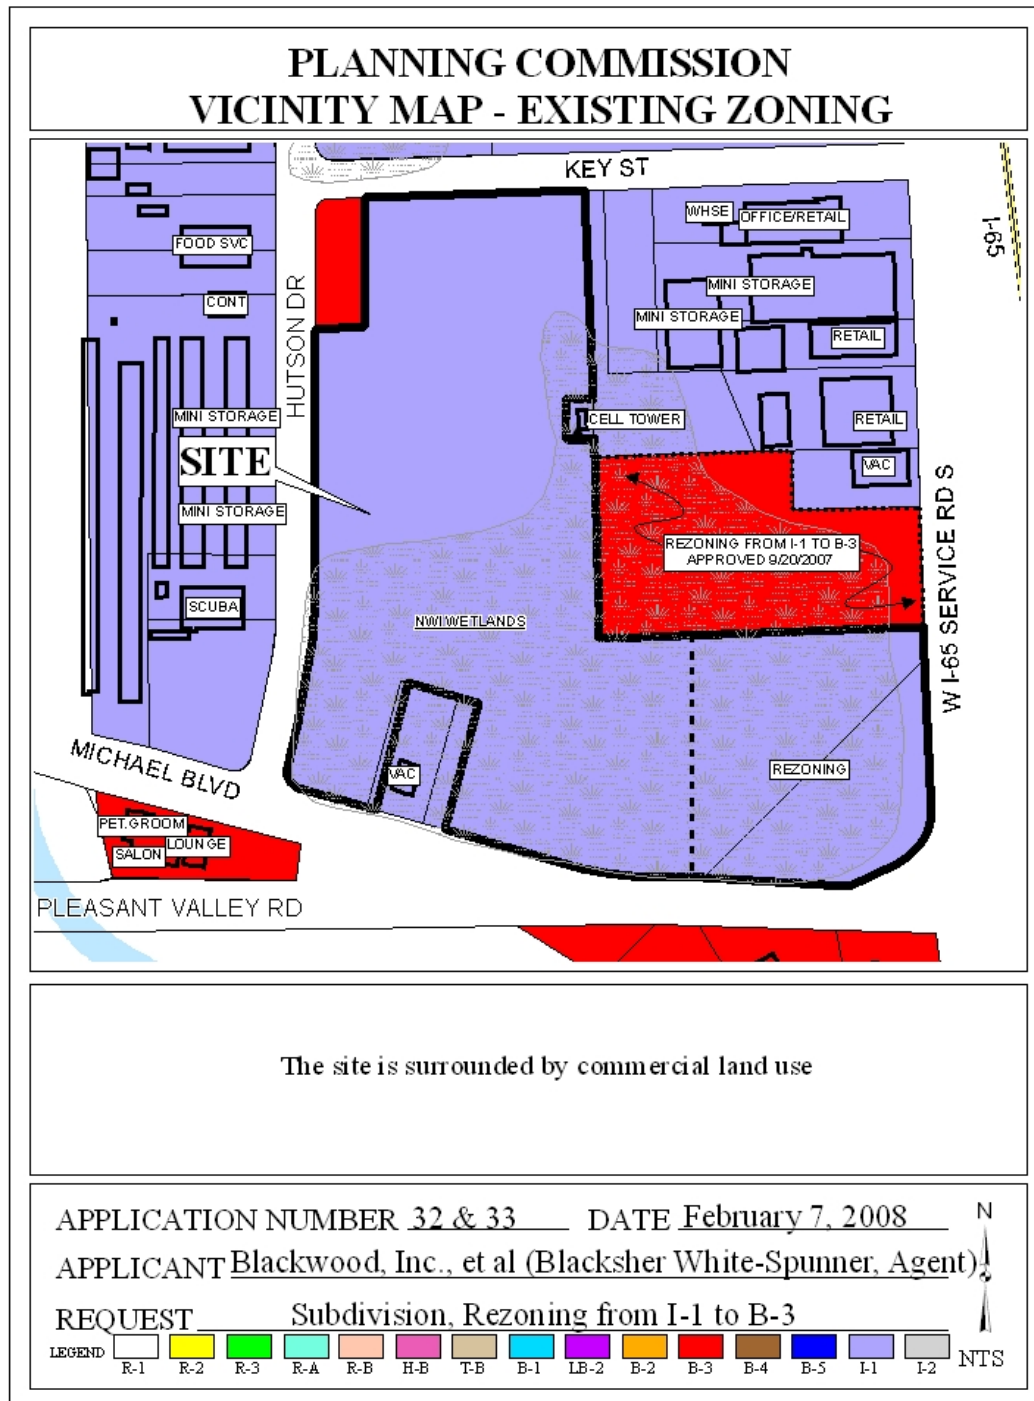 PLANNING COMMISSION
VICINITY MAP - EXISTING ZONING
KEY ST
I-65
WHSE
OFFICE/RETAIL
FOOD SVC
MINI STORAGE
CONT
HUTSON DR
MINI STORAGE
RETAIL
MINI STORAGE
CELL TOWER
RETAIL
SITE
VAC
MINI STORAGE
W I-65 SERVICE RD S
REZONING FROM I-1 TO B-3
APPROVED 9/20/2007
SCUBA
NWI WETLANDS
MICHAEL BLVD
VAC
REZONING
PET.GROOM
LOUNGE
SALON
PLEASANT VALLEY RD
The site is surrounded by commercial land use
APPLICATION NUMBER 32 & 33 DATE February 7, 2008
N
APPLICANT Blackwood, Inc., et al (Blacksher White-Spunner, Agent)
REQUEST Subdivision, Rezoning from I-1 to B-3
LEGEND
R-1 R-2 R-3 R-A R-B H-B T-B B-1 LB-2 B-2 B-3 B-4 B-5 I-1 I-2
NTS